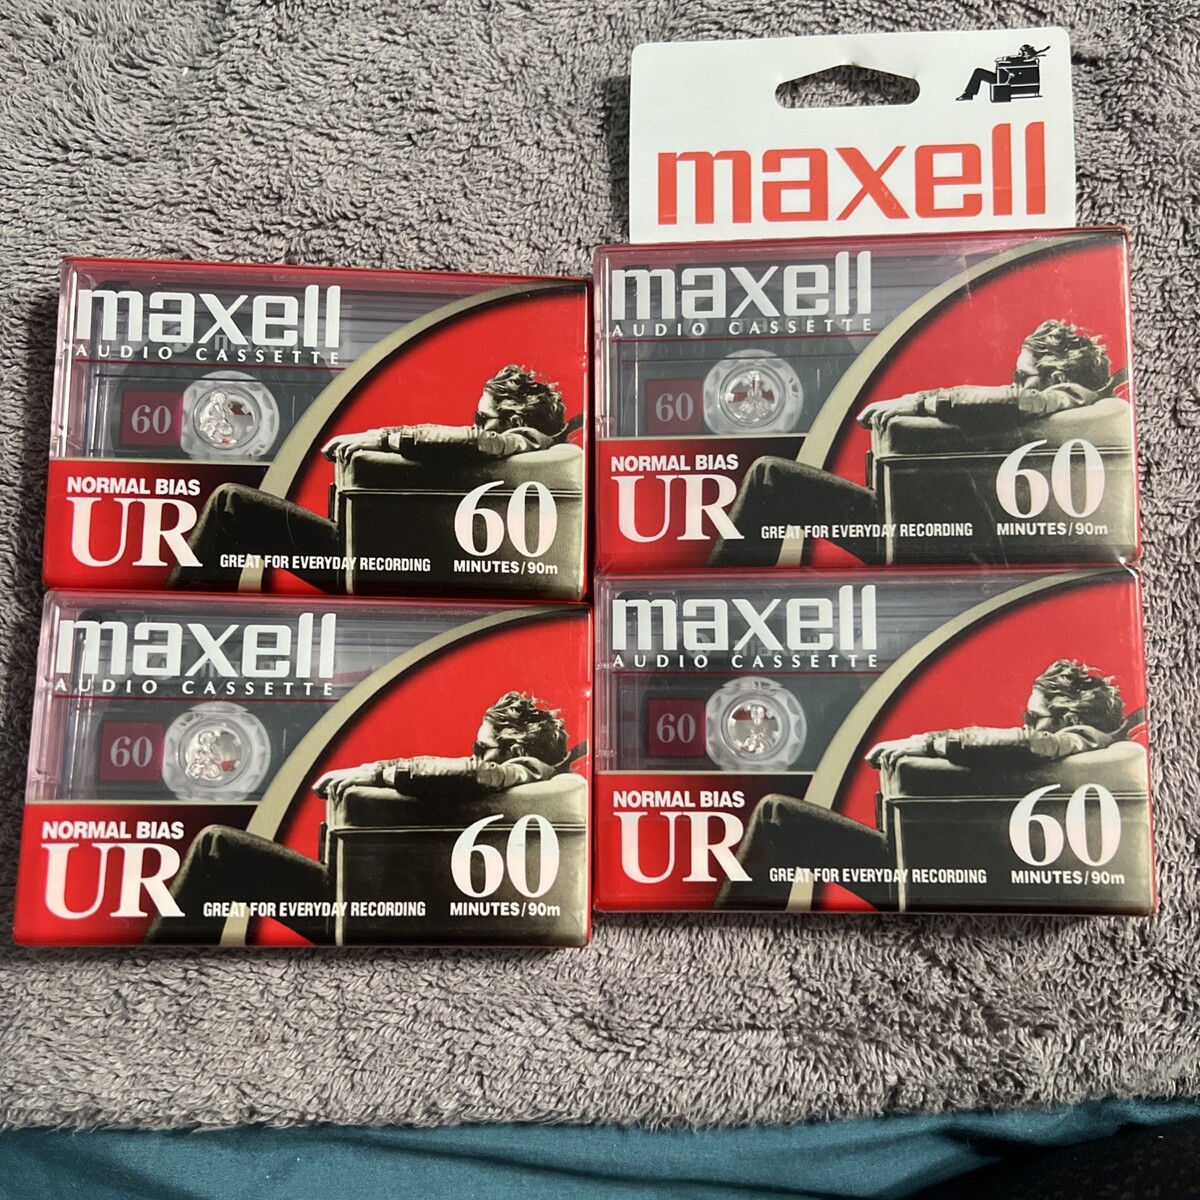 maxell
maxell
AUDIO CASSETTE
60
NORMAL BIAS
UR
GREAT FOR EVERYDAY RECORDING
60
MINUTES/90m
maxell
AUDIO CASSETTE
60
NORMAL BIAS
UR
GREAT FOR EVERYDAY RECORDING
60
MINUTES/90m
maxell
AUDIO CASSETTE
60
NORMAL BIAS
UR
GREAT FOR EVERYDAY RECORDING
60
MINUTES/90m
maxell
AUDIO CASSETTE
60
NORMAL BIAS
UR
GREAT FOR EVERYDAY RECORDING
60
MINUTES/90m